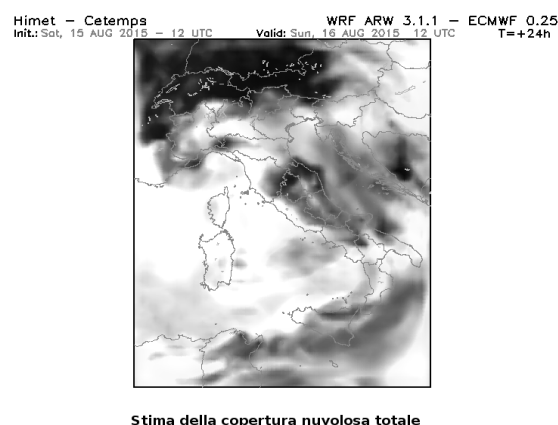 Himet - Cetemps WRF ARW 3.1.1 - ECMWF 0.25
Init.: Sat, 15 AUG 2015 - 12 UTC Valid: Sun, 16 AUG 2015 12 UTC T=+24h
Stima della copertura nuvolosa totale